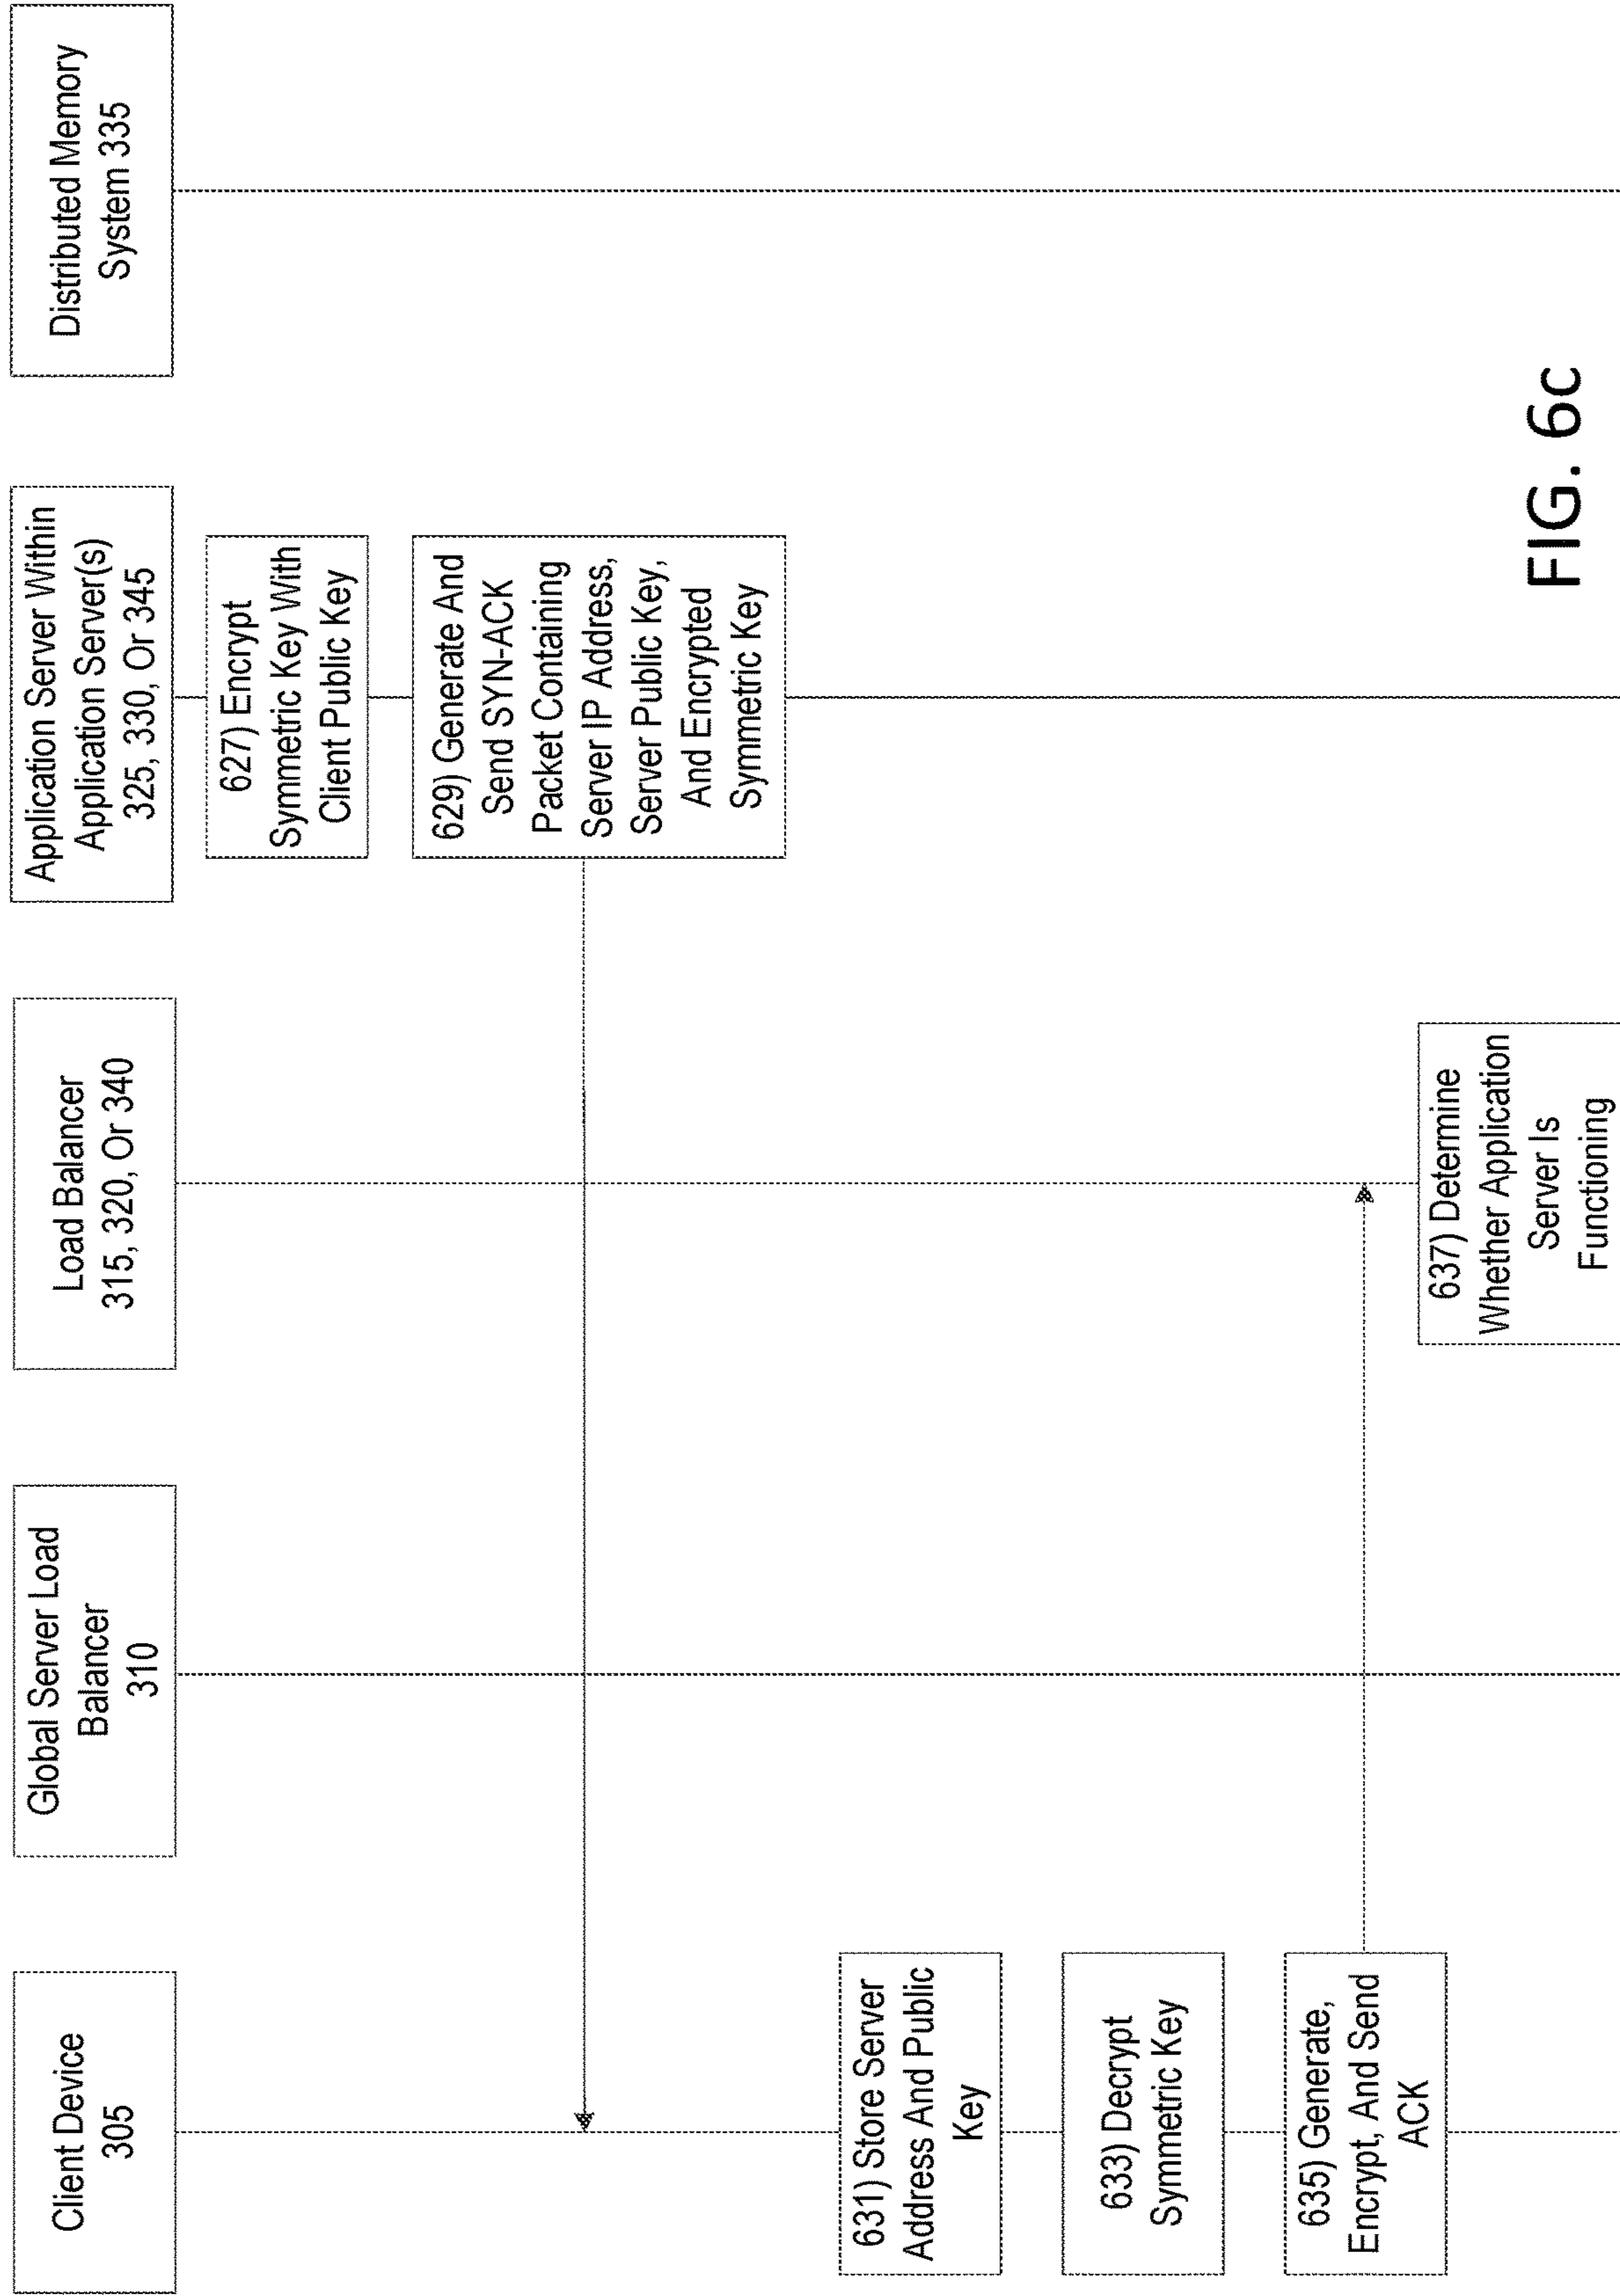 Client Device
305
Global Server Load
Balancer
310
Load Balancer
315, 320, Or 340
Application Server Within
Application Server(s)
325, 330, Or 345
Distributed Memory
System 335
627) Encrypt
Symmetric Key With
Client Public Key
629) Generate And
Send SYN-ACK
Packet Containing
Server IP Address,
Server Public Key,
And Encrypted
Symmetric Key
631) Store Server
Address And Public
Key
633) Decrypt
Symmetric Key
635) Generate,
Encrypt, And Send
ACK
637) Determine
Whether Application
Server Is
Functioning
FIG. 6c